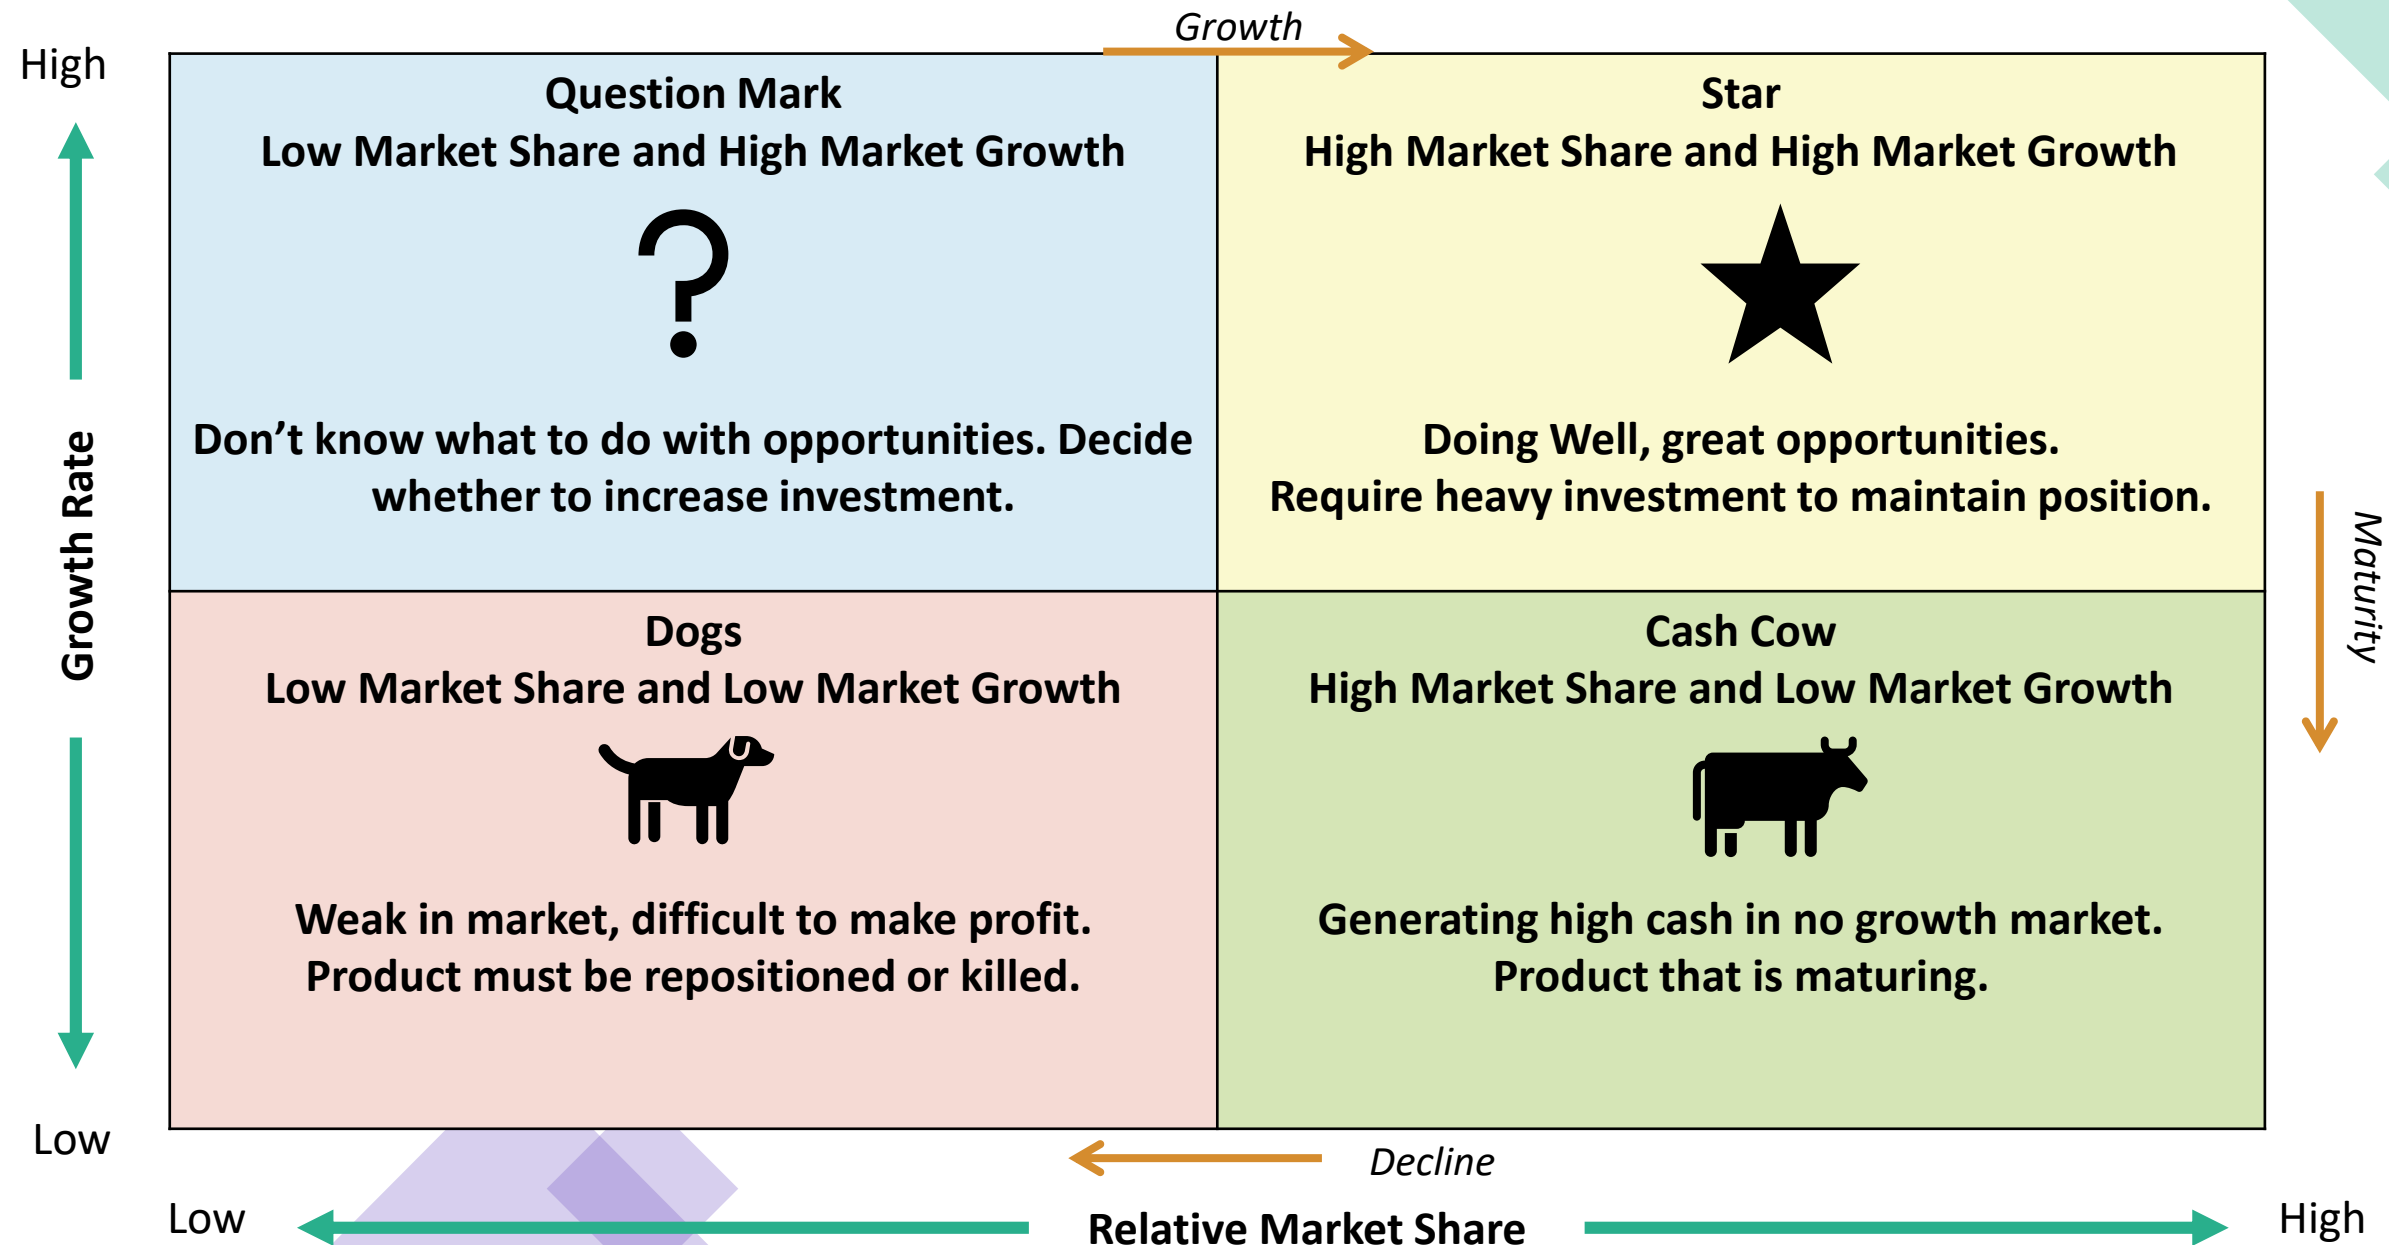 Growth
High
Question Mark
Low Market Share and High Market Growth
?
Don’t know what to do with opportunities. Decide
whether to increase investment.
Star
High Market Share and High Market Growth
Doing Well, great opportunities.
Require heavy investment to maintain position.
Growth Rate
Maturity
Dogs
Low Market Share and Low Market Growth
Weak in market, difficult to make profit.
Product must be repositioned or killed.
Cash Cow
High Market Share and Low Market Growth
Generating high cash in no growth market.
Product that is maturing.
Low
Decline
Low
Relative Market Share
High